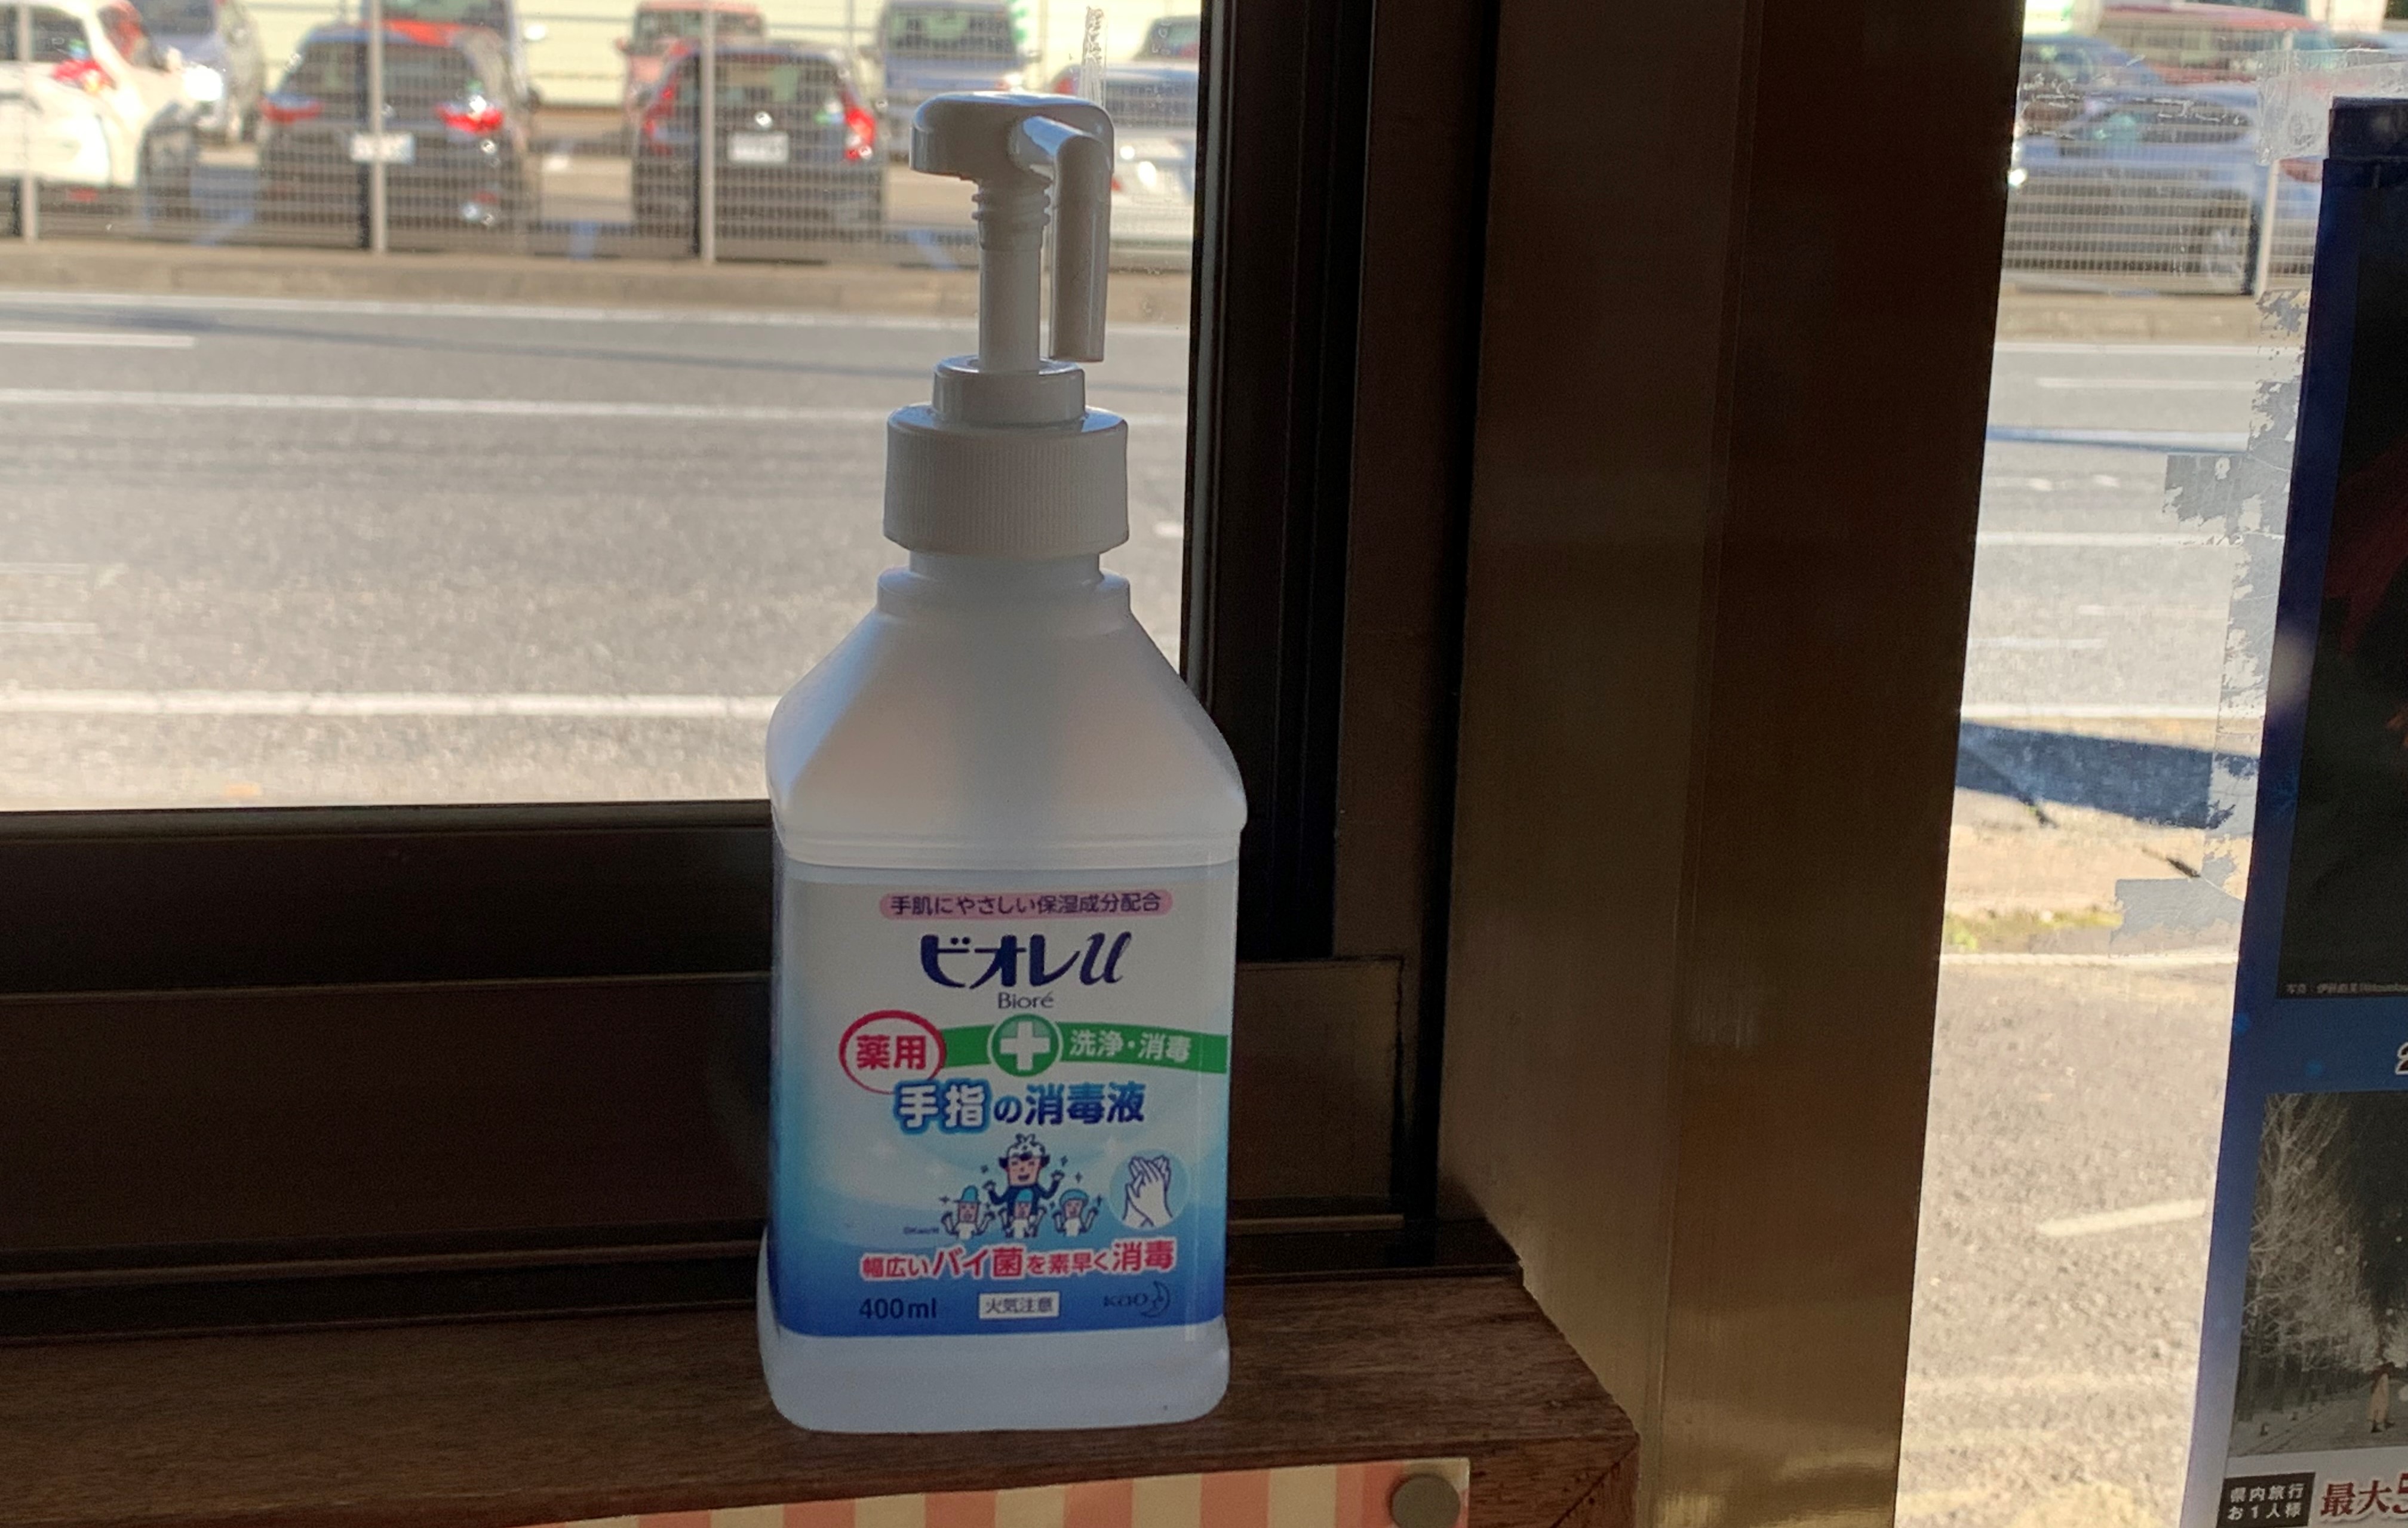 手肌にやさしい保湿成分配合
ビオレu
Bioré
薬用
洗浄・消毒
手指の消毒液
幅広いバイ菌を素早く消毒
400ml 火気注意 Kao
県内旅行
お1人様
最大5